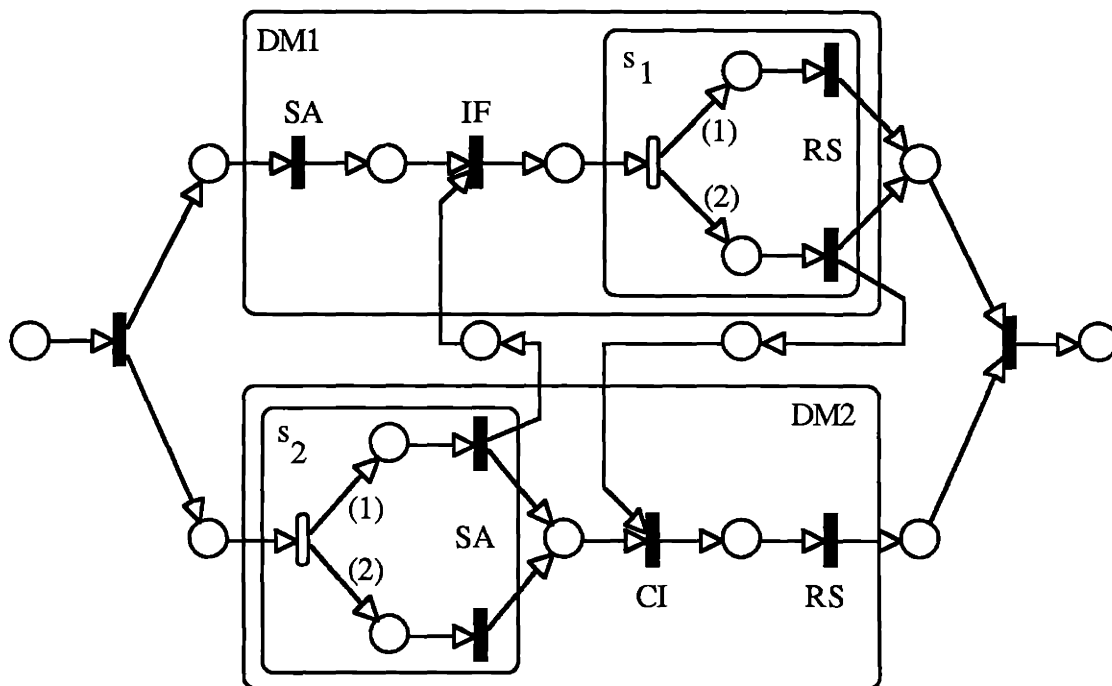 DM1
s1
SA
IF
(1)
RS
(2)
DM2
s2
(1)
SA
(2)
CI
RS